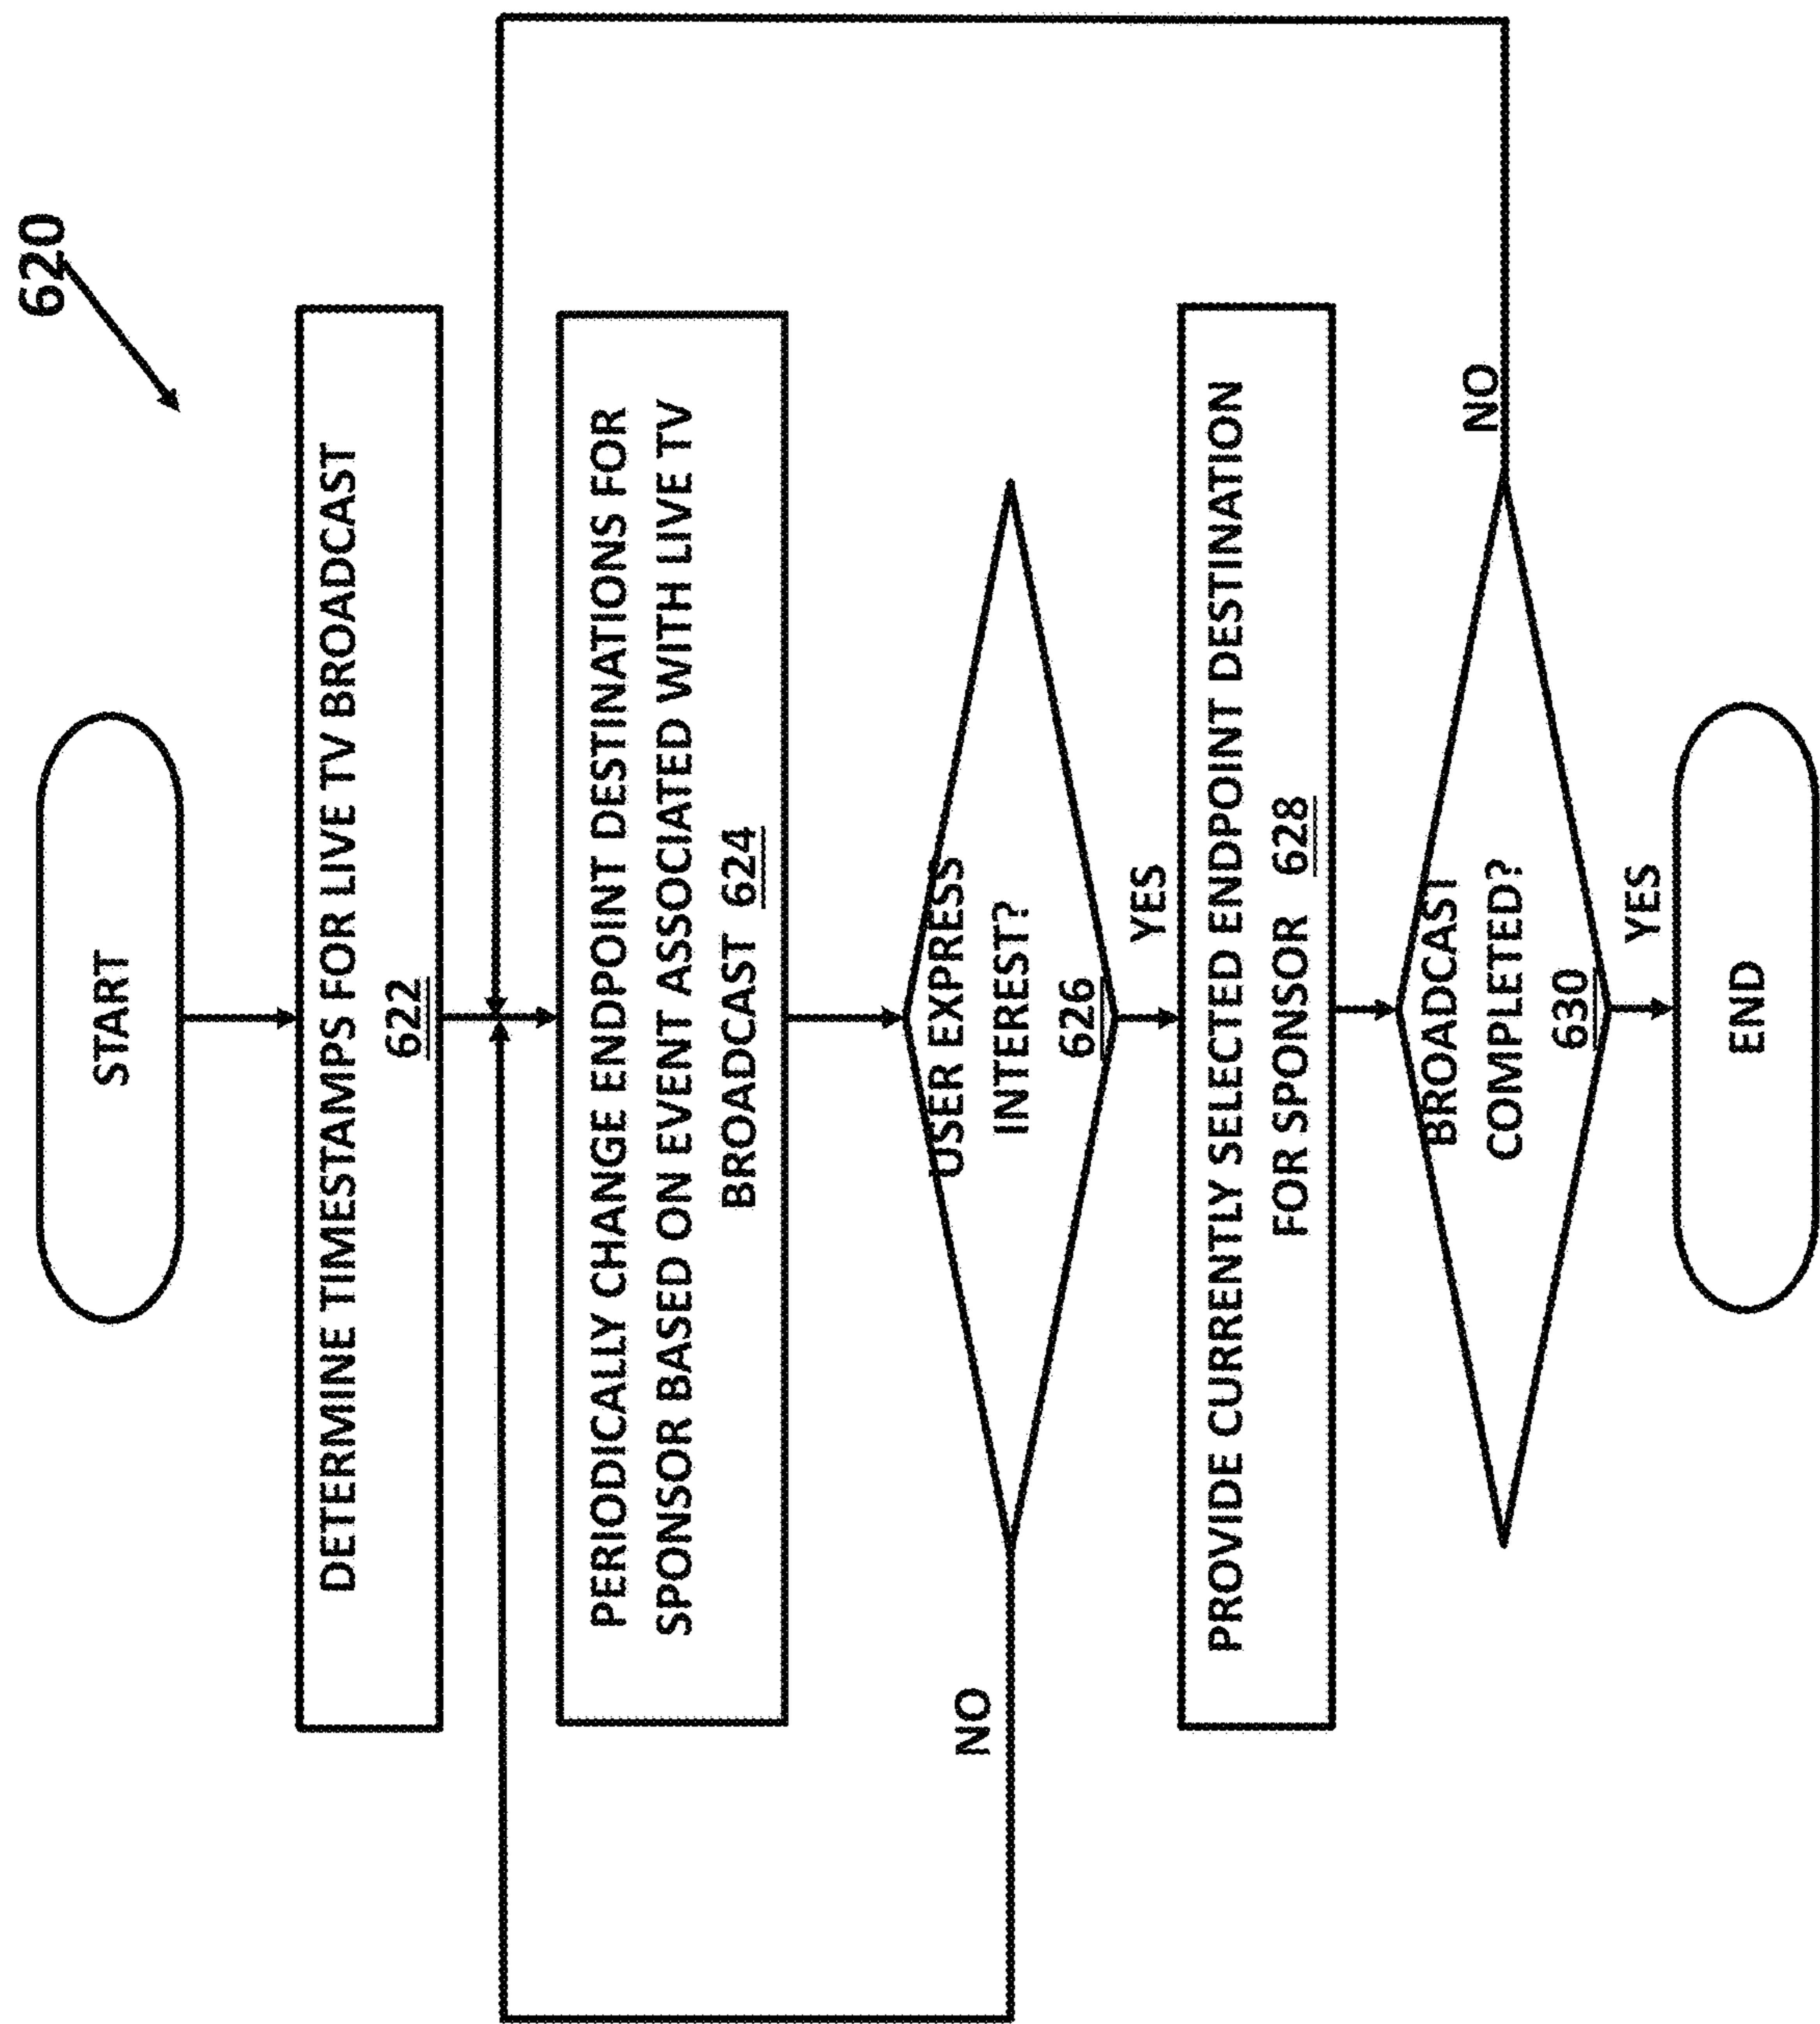 620
START
DETERMINE TIMESTAMPS FOR LIVE TV BROADCAST
622
PERIODICALLY CHANGE ENDPOINT DESTINATIONS FOR
SPONSOR BASED ON EVENT ASSOCIATED WITH LIVE TV
BROADCAST 624
USER EXPRESS
INTEREST?
626
NO
YES
PROVIDE CURRENTLY SELECTED ENDPOINT DESTINATION
FOR SPONSOR 628
BROADCAST
COMPLETED?
630
NO
YES
END